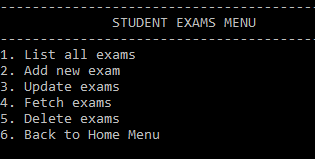 ----------------------------------------
STUDENT EXAMS MENU
----------------------------------------
1. List all exams
2. Add new exam
3. Update exams
4. Fetch exams
5. Delete exams
6. Back to Home Menu